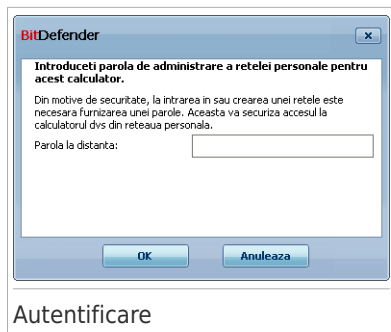 BitDefender
Introduceti parola de administrare a retelei personale pentru
acest calculator.
Din motive de securitate, la intrarea in sau crearea unei retele este
necesara furnizarea unei parole. Aceasta va securiza accesul la
calculatorul dvs din reteaua personala.
Parola la distanta:
OK Anuleaza
Autentificare